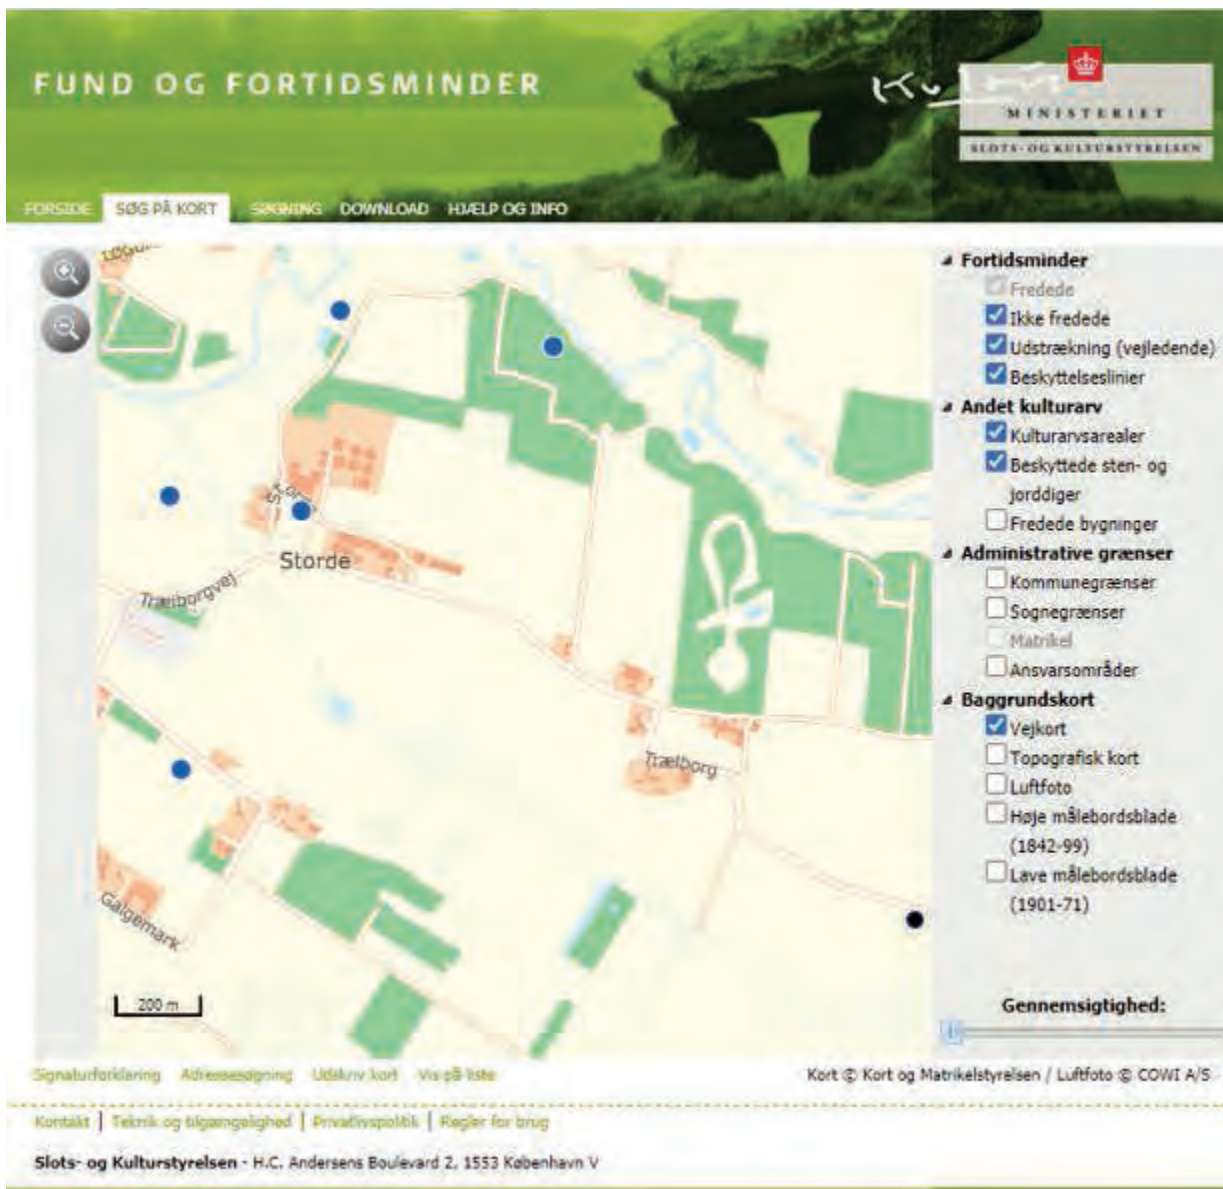 FUND OG FORTIDSMINDER
MINISTERIET
SLOTS- OG KULTURSTYRELSEN
FORSIDE SØG PÅ KORT SØGNING DOWNLOAD HJÆLP OG INFO
Storde
Trælborgvej
Trælborg
Galgemark
200 m
Fortidsminder
Fredede
Ikke fredede
Udstrækning (vejledende)
Beskyttelseslinier
Andet kulturarv
Kulturarvsarealer
Beskyttede sten- og
jorddiger
Fredede bygninger
Administrative grænser
Kommunegrænser
Sognegrænser
Matrikel
Ansvarsområder
Baggrundskort
Vejkort
Topografisk kort
Luftfoto
Høje målebordsblade
(1842-99)
Lave målebordsblade
(1901-71)
Gennemsigtighed:
Signaturforklaring Adressesøgning Udskriv kort Vis på liste
Kort © Kort og Matrikelstyrelsen / Luftfoto © COWI A/S
Kontakt | Teknik og tilgængelighed | Privatlivspolitik | Regler for brug
Slots- og Kulturstyrelsen - H.C. Andersens Boulevard 2, 1553 København V